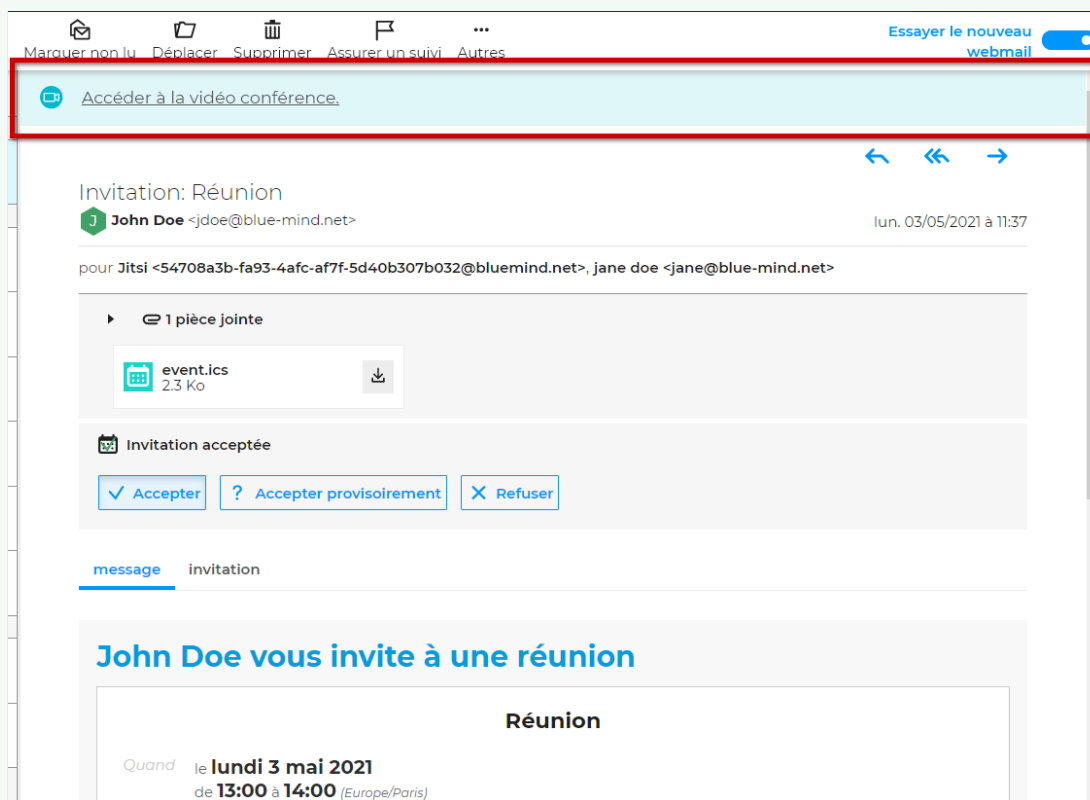 Marquer non lu Déplacer Supprimer Assurer un suivi Autres
Essayer le nouveau
webmail
Accéder à la vidéo conférence.
Invitation: Réunion
J John Doe <jdoe@blue-mind.net>
lun. 03/05/2021 à 11:37
pour Jitsi <54708a3b-fa93-4afc-af7f-5d40b307b032@bluemind.net>, jane doe <jane@blue-mind.net>
1 pièce jointe
event.ics
2.3 Ko
Invitation acceptée
Accepter ? Accepter provisoirement Refuser
message invitation
John Doe vous invite à une réunion
Réunion
Quand le lundi 3 mai 2021
de 13:00 à 14:00 (Europe/Paris)